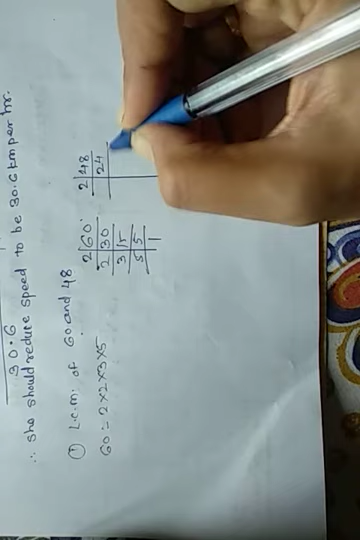 30.6
∴ she should reduce speed to be 30.6 km per hr.
① L.C.M. of 60 and 48
60 = 2×2×3×5
2 60
2 30
3 15
5 5
1
2 48
24